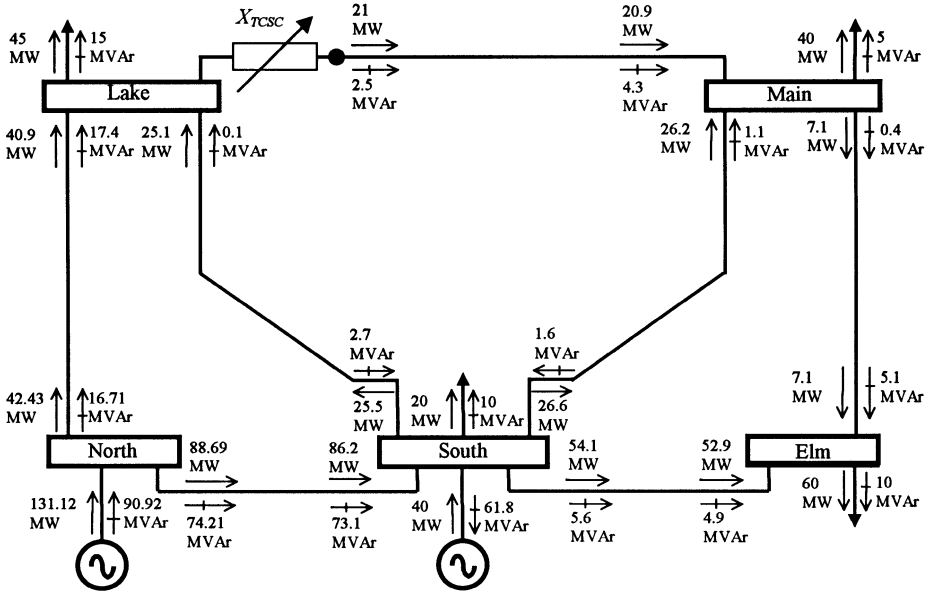 X_TCSC
45
MW
15
MVAr
21
MW
2.5
MVAr
20.9
MW
4.3
MVAr
40
MW
5
MVAr
Lake
Main
40.9
MW
17.4
MVAr
25.1
MW
0.1
MVAr
26.2
MW
1.1
MVAr
7.1
MW
0.4
MVAr
2.7
MVAr
25.5
MW
1.6
MVAr
26.6
MW
20
MW
10
MVAr
7.1
MW
5.1
MVAr
42.43
MW
16.71
MVAr
North
South
Elm
88.69
MW
74.21
MVAr
86.2
MW
73.1
MVAr
54.1
MW
5.6
MVAr
52.9
MW
4.9
MVAr
60
MW
10
MVAr
131.12
MW
90.92
MVAr
40
MW
61.8
MVAr